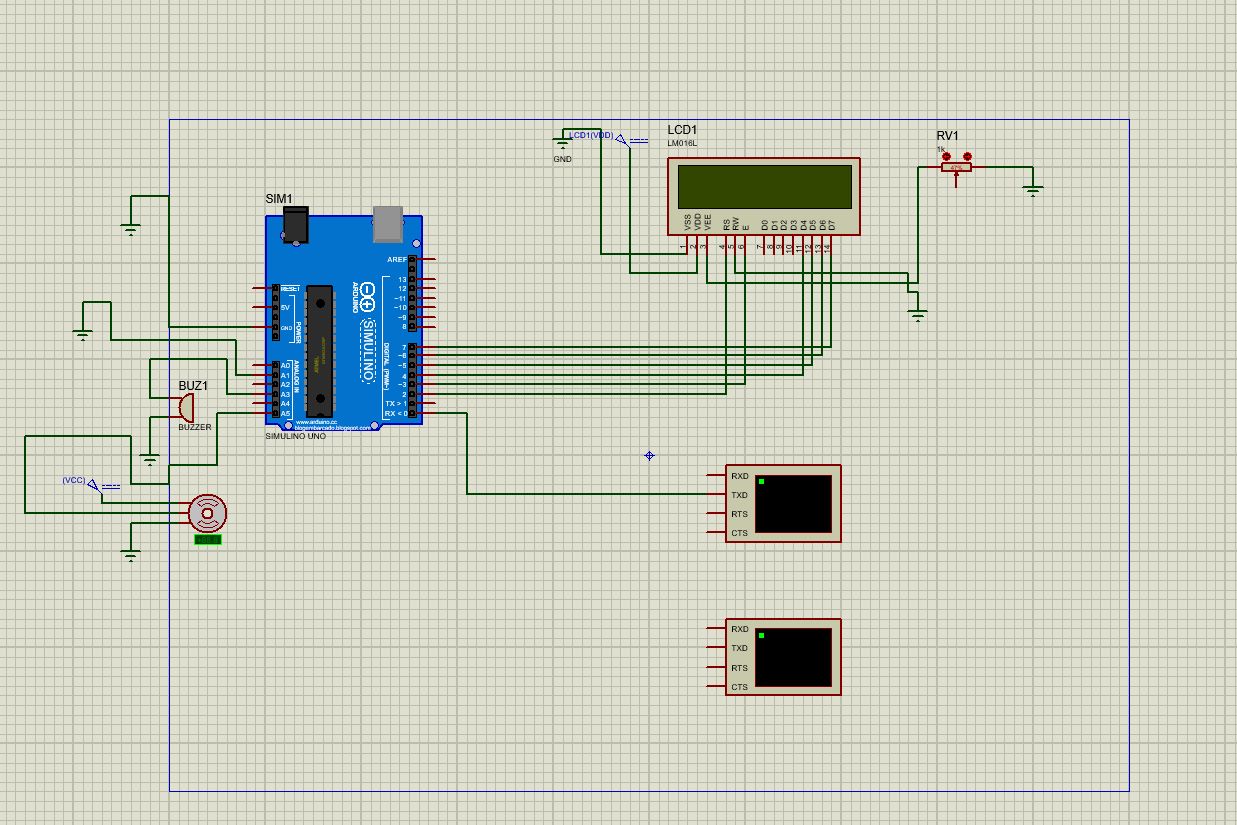 LCD1(VDD)
GND
LCD1
LM016L
VSS
VDD
VEE
RS
RW
E
D0
D1
D2
D3
D4
D5
D6
D7
1
2
3
4
5
6
7
8
9
10
11
12
13
14
RV1
1k
SIM1
AREF
13
12
~11
~10
~9
8
7
~6
~5
4
~3
2
TX > 1
RX < 0
RESET
5V
GND
POWER
A0
A1
A2
A3
A4
A5
ANALOG IN
ARDUINO
SIMULINO
DIGITAL (PWM~)
ATMEL
www.arduino.cc
blogembarcado.blogspot.com
SIMULINO UNO
BUZ1
BUZZER
(VCC)
RXD
TXD
RTS
CTS
RXD
TXD
RTS
CTS